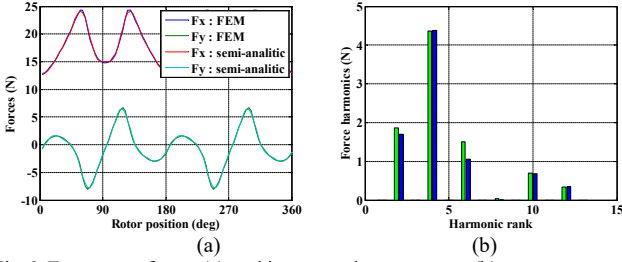 25
20
15
10
5
0
-5
-10
Forces (N)
0 90 180 270 360
Rotor position (deg)
Fx : FEM
Fy : FEM
Fx : semi-analitic
Fy : semi-analitic
(a)
5
4
3
2
1
0
Force harmonics (N)
0 5 10 15
Harmonic rank
(b)